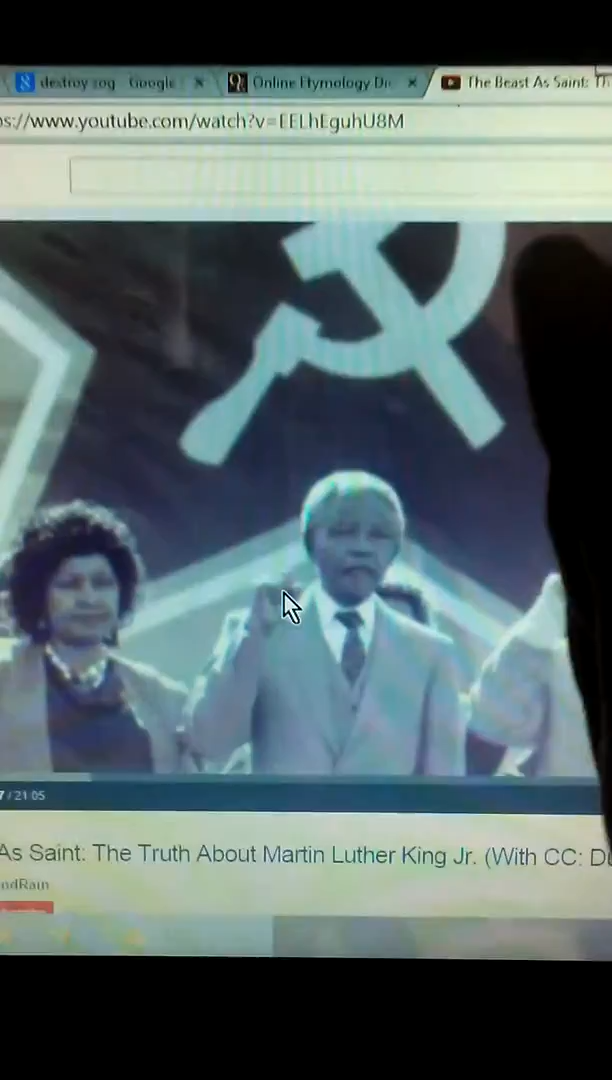 destroy zog Google
Online Etymology Di
The Beast As Saint: Th
ps://www.youtube.com/watch?v=EELhEguhU8M
7 / 21:05
As Saint: The Truth About Martin Luther King Jr. (With CC: Du
ndRain